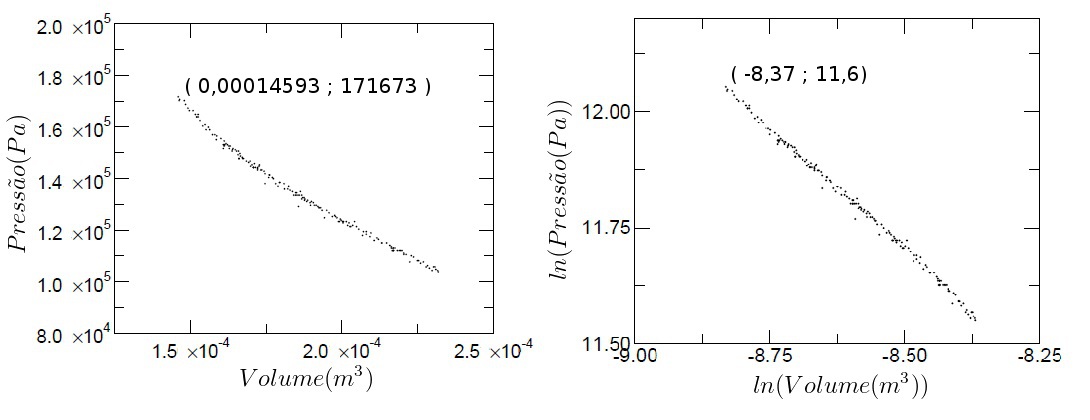 2.0 ×10⁵
1.8 ×10⁵
1.6 ×10⁵
1.4 ×10⁵
1.2 ×10⁵
1.0 ×10⁵
8.0 ×10⁴
Pressão(Pa)
( 0,00014593 ; 171673 )
1.5 ×10⁻⁴
2.0 ×10⁻⁴
2.5 ×10⁻⁴
Volume(m³)
12.00
11.75
11.50
ln(Pressão(Pa))
( -8,37 ; 11,6)
-9.00
-8.75
-8.50
-8.25
ln(Volume(m³))